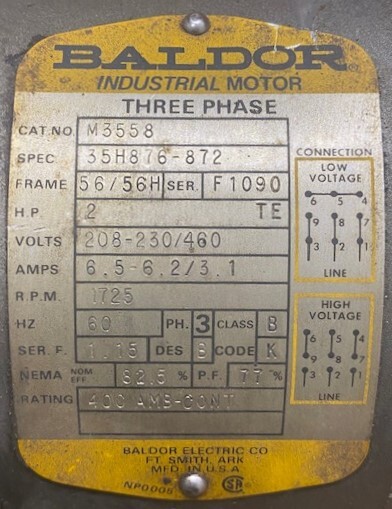 BALDOR®
INDUSTRIAL MOTOR
THREE PHASE
CAT.NO. M3558
SPEC 35H876-872
FRAME 56/56H SER. F1090
H.P. 2 TE
VOLTS 208-230/460
AMPS 6.5-6.2/3.1
R.P.M. 1725
HZ 60 PH. 3 CLASS B
SER. F. 1.15 DES B CODE K
NEMA NOM. EFF 82.5 % P.F. 77 %
RATING 40C AMB-CONT
CONNECTION
LOW
VOLTAGE
6 5 4
9 8 7
3 2 1
LINE
HIGH
VOLTAGE
6 5 4
9 8 7
3 2 1
LINE
BALDOR ELECTRIC CO
FT. SMITH, ARK
MFD. IN U.S.A
NP0008 SA